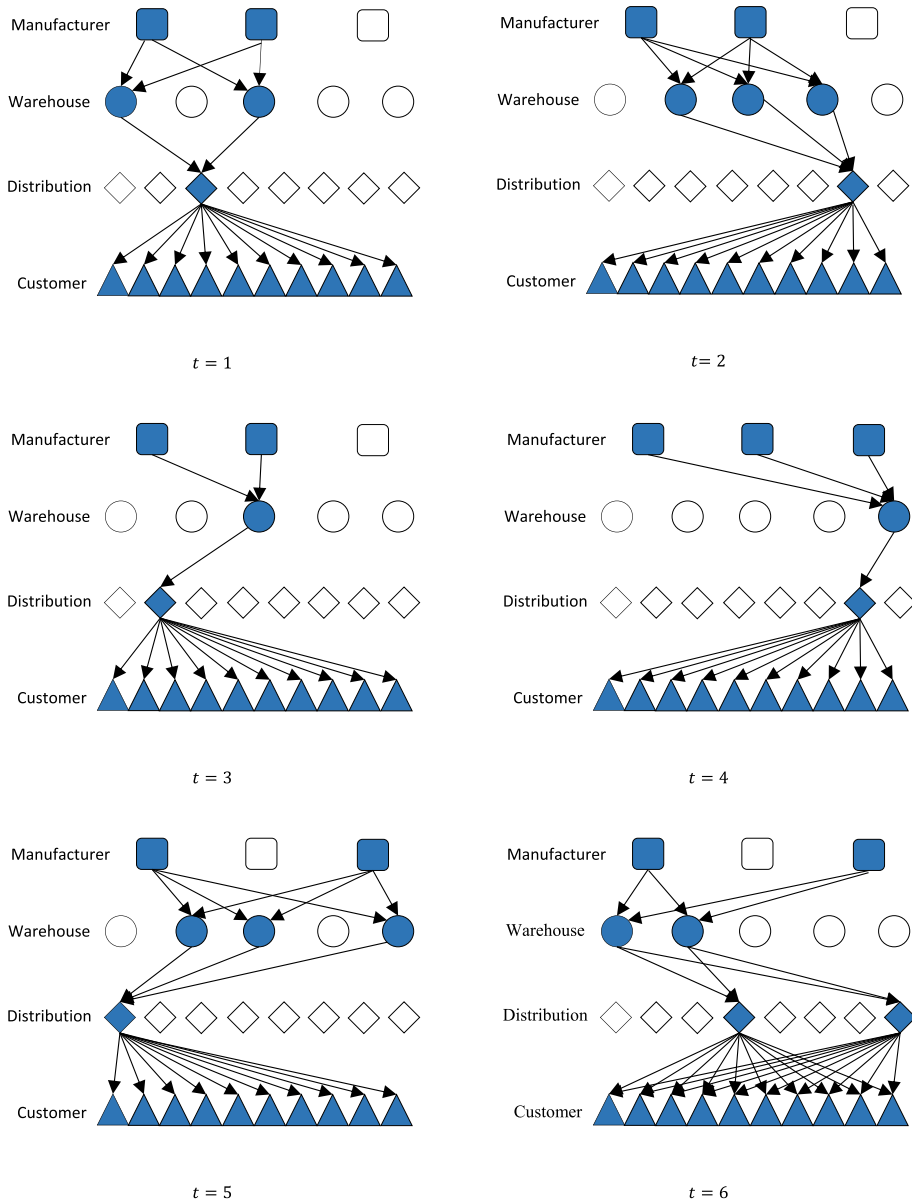 Manufacturer
Warehouse
Distribution
Customer
t = 1
Manufacturer
Warehouse
Distribution
Customer
t= 2
Manufacturer
Warehouse
Distribution
Customer
t = 3
Manufacturer
Warehouse
Distribution
Customer
t = 4
Manufacturer
Warehouse
Distribution
Customer
t = 5
Manufacturer
Warehouse
Distribution
Customer
t = 6